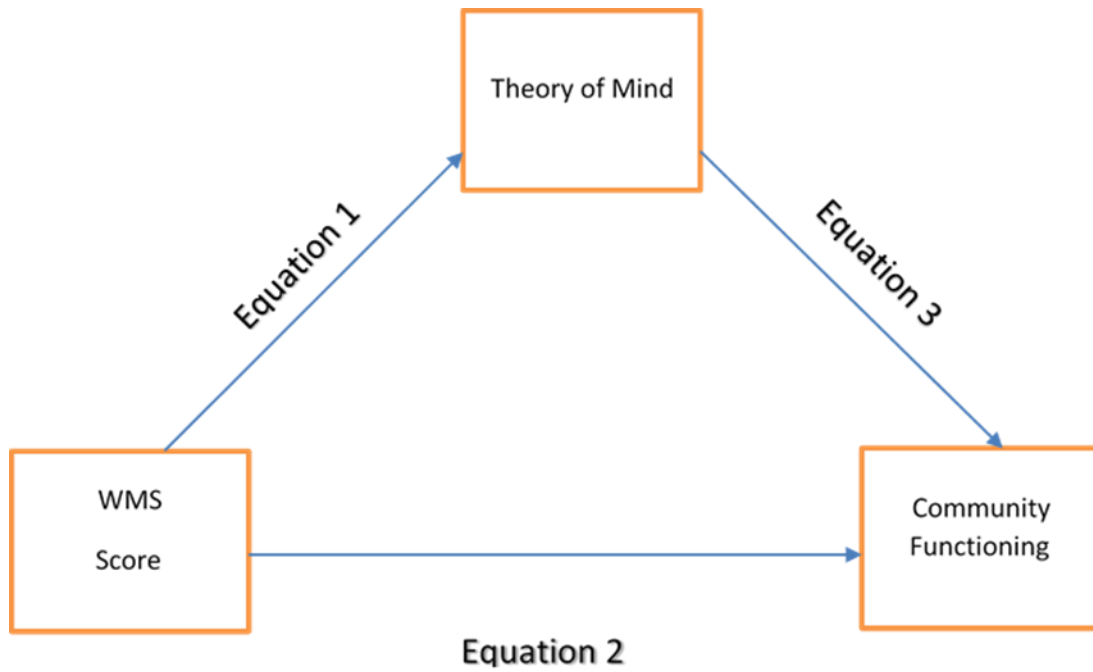 Theory of Mind
Equation 1
Equation 3
WMS
Score
Community
Functioning
Equation 2